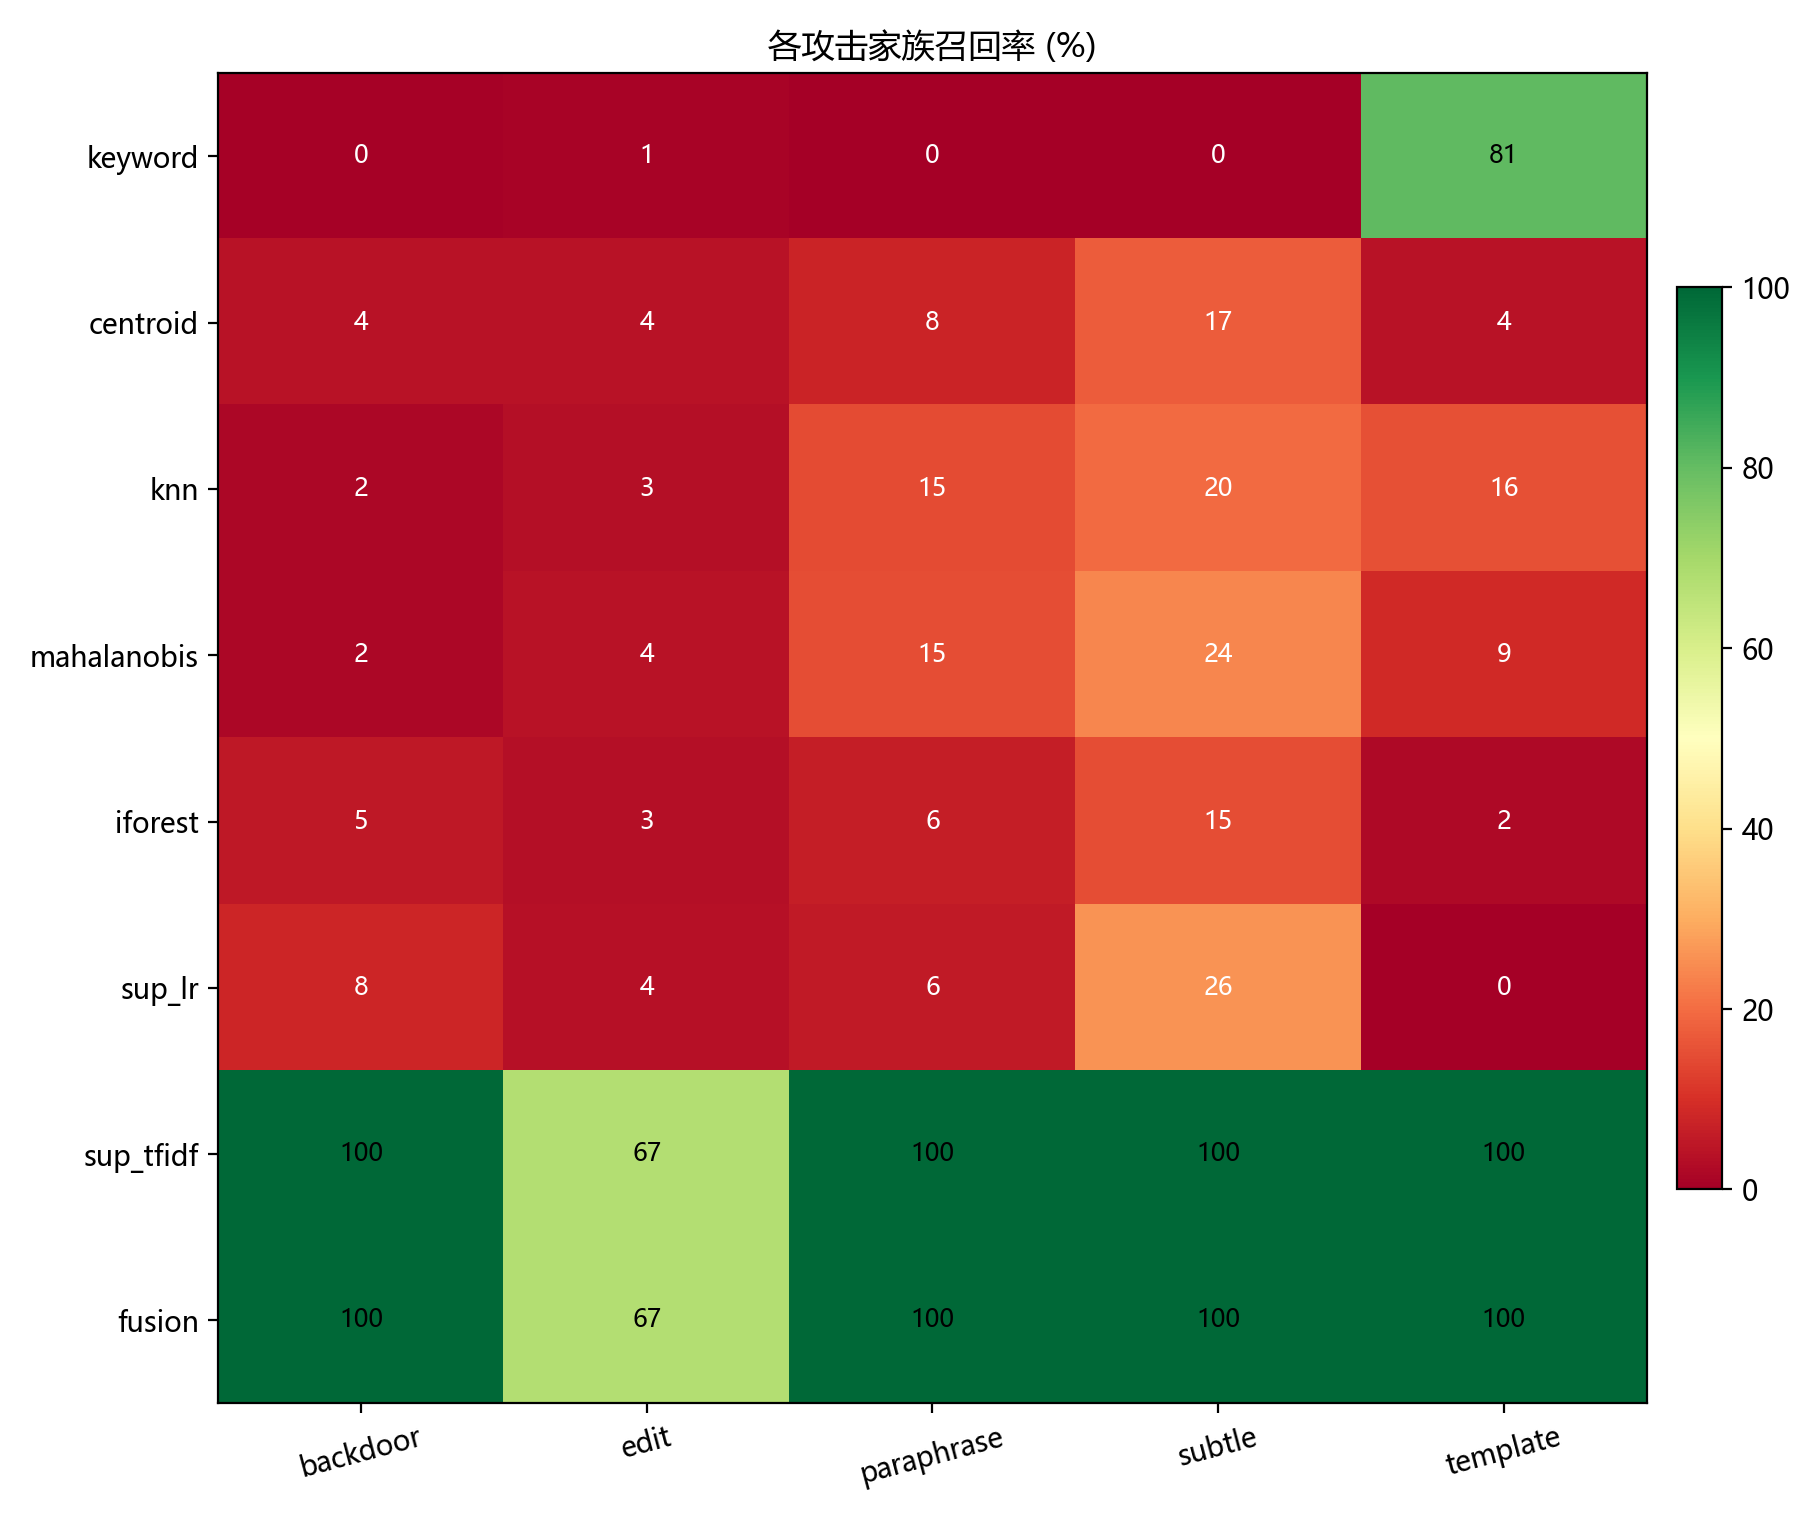 各攻击家族召回率 (%)
keyword 0 1 0 0 81
centroid 4 4 8 17 4
knn 2 3 15 20 16
mahalanobis 2 4 15 24 9
iforest 5 3 6 15 2
sup_lr 8 4 6 26 0
sup_tfidf 100 67 100 100 100
fusion 100 67 100 100 100
backdoor edit paraphrase subtle template
100
80
60
40
20
0